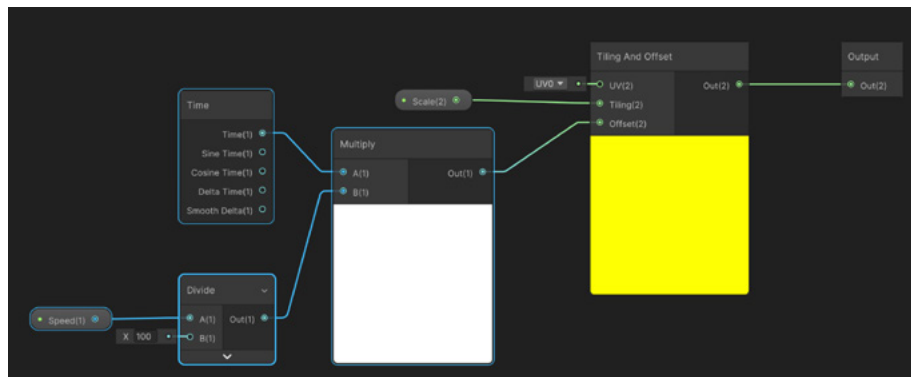 Tiling And Offset
Output
UV0
UV(2)
Out(2)
Out(2)
Scale(2)
Tiling(2)
Offset(2)
Time
Time(1)
Sine Time(1)
Cosine Time(1)
Delta Time(1)
Smooth Delta(1)
Multiply
A(1)
Out(1)
B(1)
Divide
Speed(1)
A(1)
Out(1)
X 100
B(1)